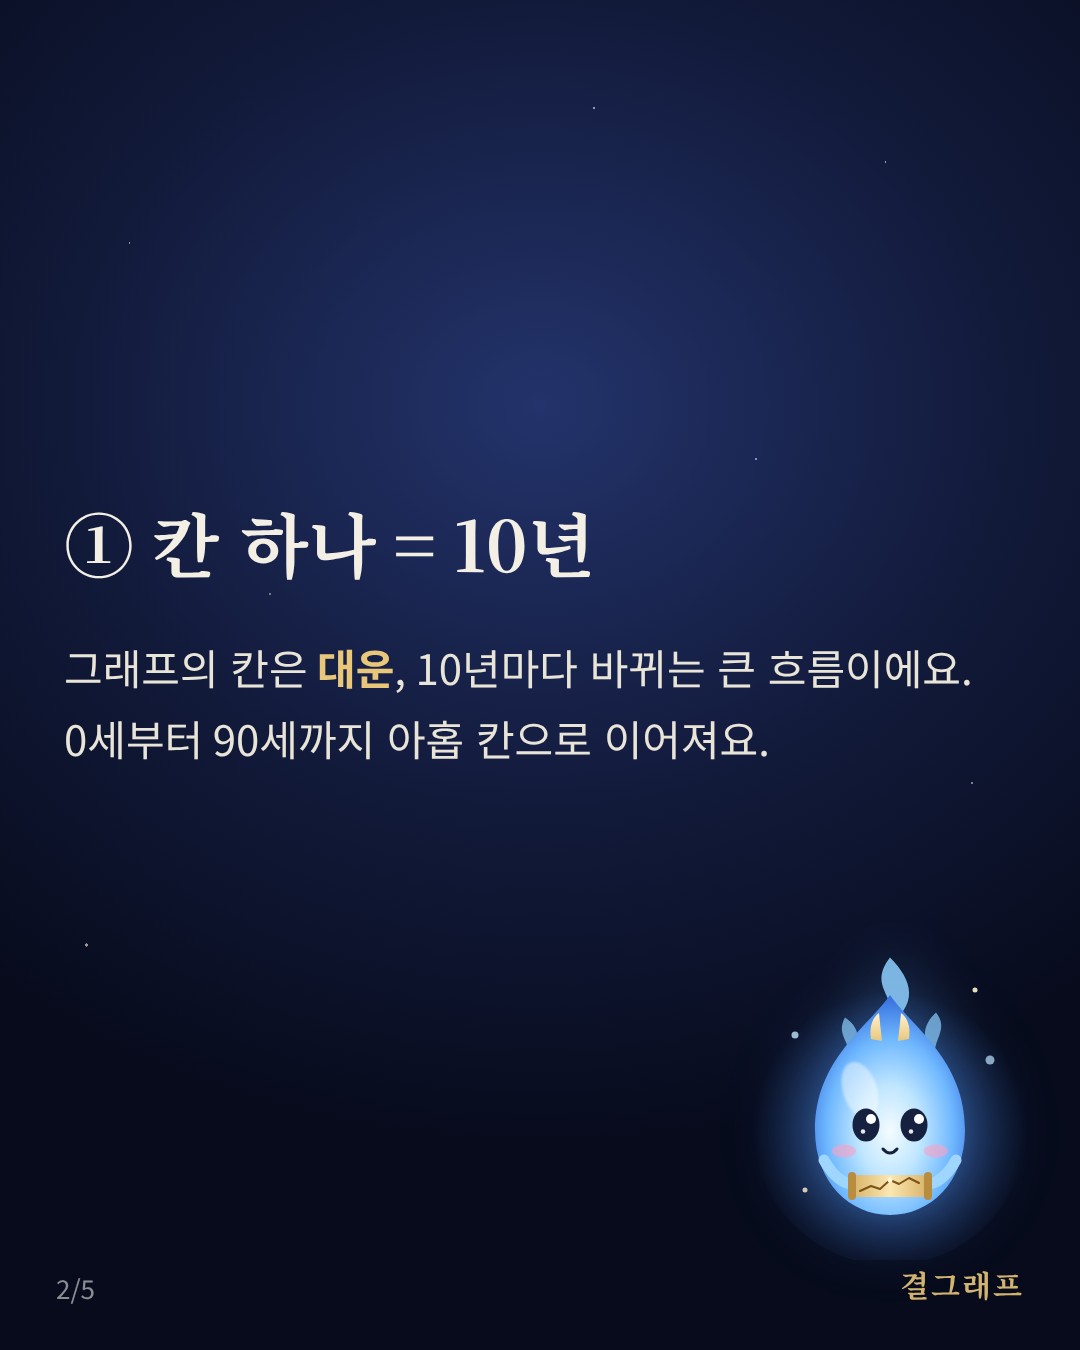 ① 칸 하나 = 10년
그래프의 칸은 대운, 10년마다 바뀌는 큰 흐름이에요.
0세부터 90세까지 아홉 칸으로 이어져요.
2/5
결그래프